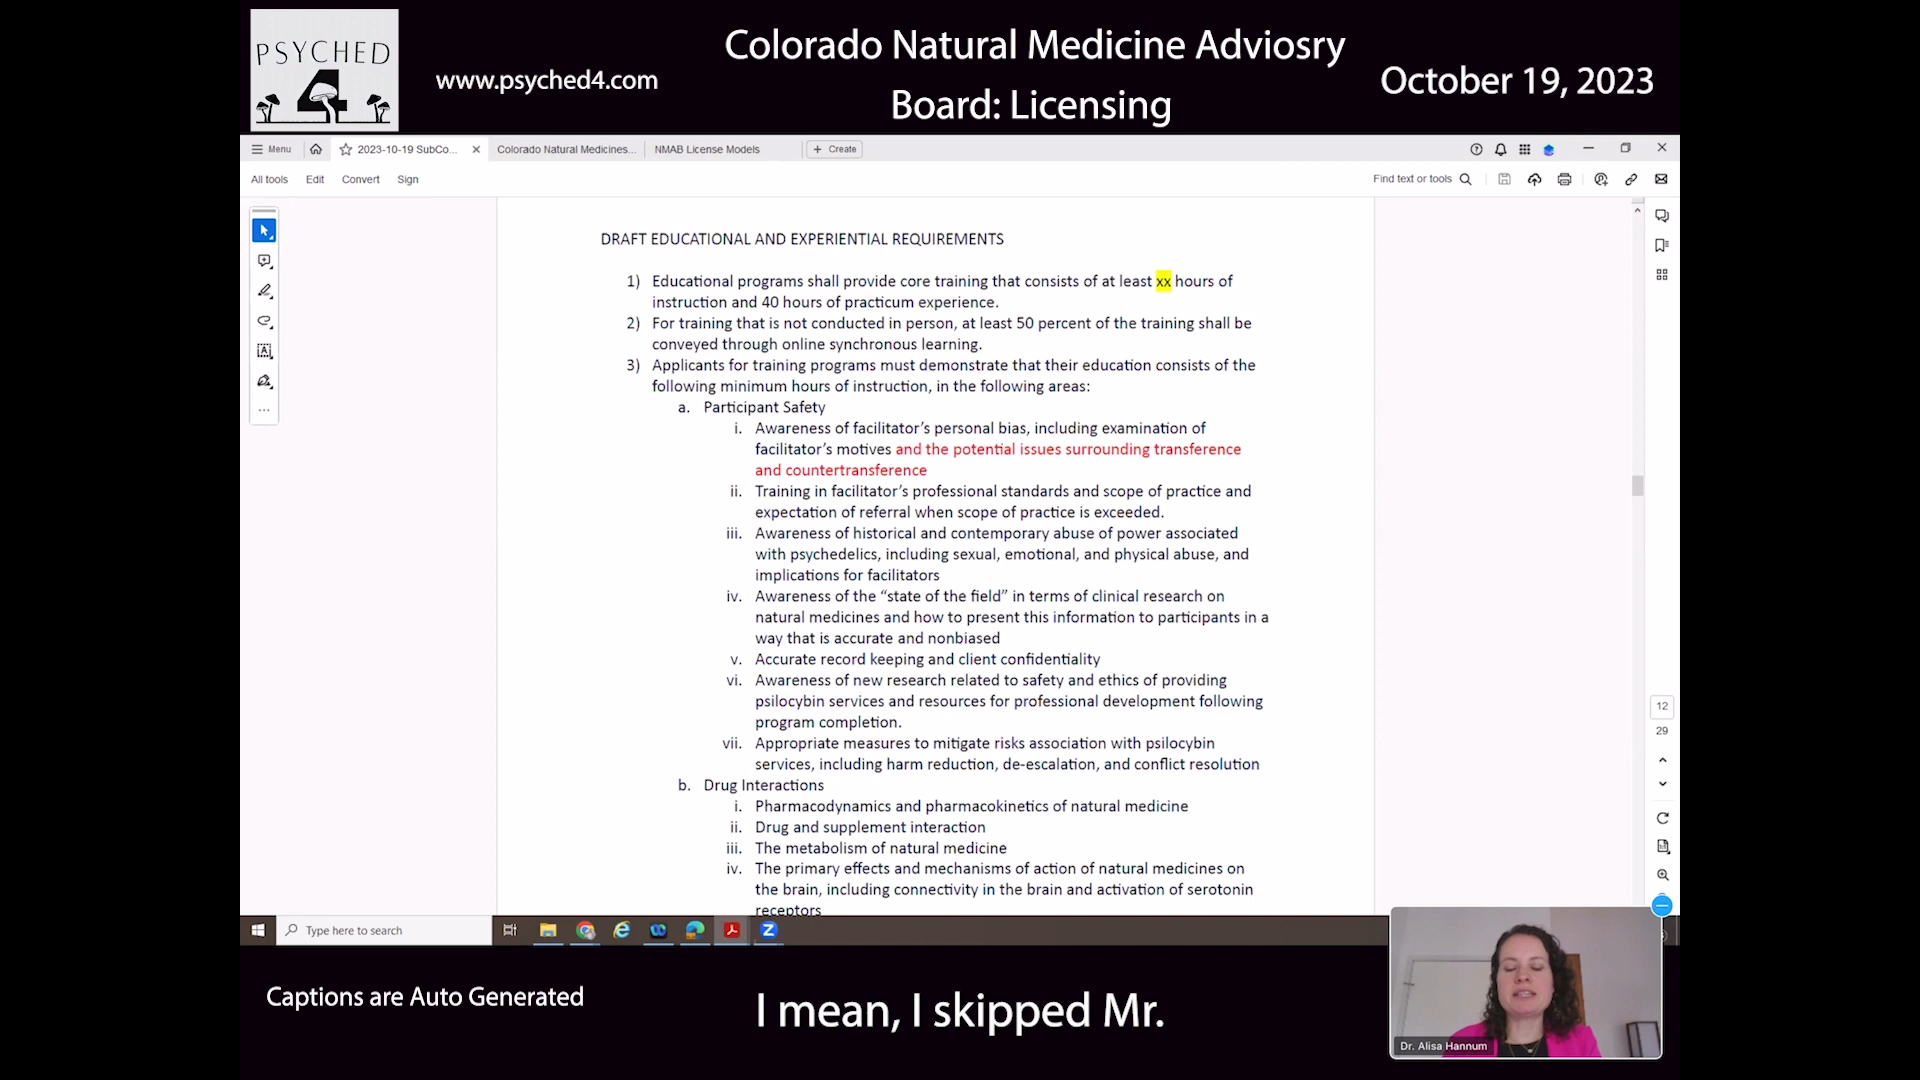 PSYCHED
4
www.psyched4.com
Colorado Natural Medicine Adviosry
Board: Licensing
October 19, 2023
Menu
2023-10-19 SubCo...
Colorado Natural Medicines...
NMAB License Models
Create
All tools
Edit
Convert
Sign
Find text or tools
DRAFT EDUCATIONAL AND EXPERIENTIAL REQUIREMENTS
1) Educational programs shall provide core training that consists of at least xx hours of
instruction and 40 hours of practicum experience.
2) For training that is not conducted in person, at least 50 percent of the training shall be
conveyed through online synchronous learning.
3) Applicants for training programs must demonstrate that their education consists of the
following minimum hours of instruction, in the following areas:
a. Participant Safety
i. Awareness of facilitator's personal bias, including examination of
facilitator's motives and the potential issues surrounding transference
and countertransference
ii. Training in facilitator's professional standards and scope of practice and
expectation of referral when scope of practice is exceeded.
iii. Awareness of historical and contemporary abuse of power associated
with psychedelics, including sexual, emotional, and physical abuse, and
implications for facilitators
iv. Awareness of the “state of the field” in terms of clinical research on
natural medicines and how to present this information to participants in a
way that is accurate and nonbiased
v. Accurate record keeping and client confidentiality
vi. Awareness of new research related to safety and ethics of providing
psilocybin services and resources for professional development following
program completion.
vii. Appropriate measures to mitigate risks association with psilocybin
services, including harm reduction, de-escalation, and conflict resolution
b. Drug Interactions
i. Pharmacodynamics and pharmacokinetics of natural medicine
ii. Drug and supplement interaction
iii. The metabolism of natural medicine
iv. The primary effects and mechanisms of action of natural medicines on
the brain, including connectivity in the brain and activation of serotonin
receptors
12
29
Type here to search
Captions are Auto Generated
I mean, I skipped Mr.
Dr. Alisa Hannum